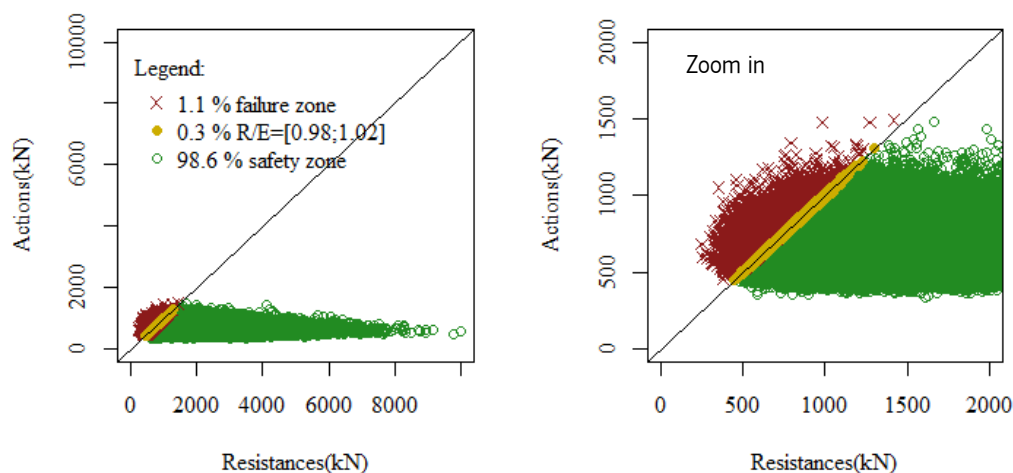 Legend:
× 1.1 % failure zone
● 0.3 % R/E=[0.98;1.02]
○ 98.6 % safety zone
Actions(kN)
10000
6000
2000
0
0 2000 4000 6000 8000
Resistances(kN)
Zoom in
Actions(kN)
2000
1500
1000
500
0
0 500 1000 1500 2000
Resistances(kN)